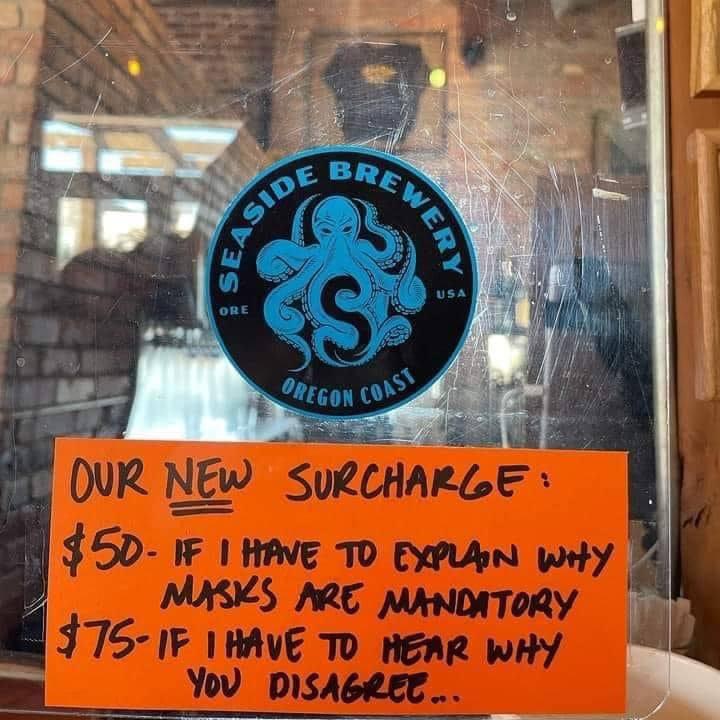 SEASIDE BREWERY
ORE
USA
OREGON COAST
OUR NEW SURCHARGE:
$50- IF I HAVE TO EXPLAIN WHY
MASKS ARE MANDATORY
$75- IF I HAVE TO HEAR WHY
YOU DISAGREE...